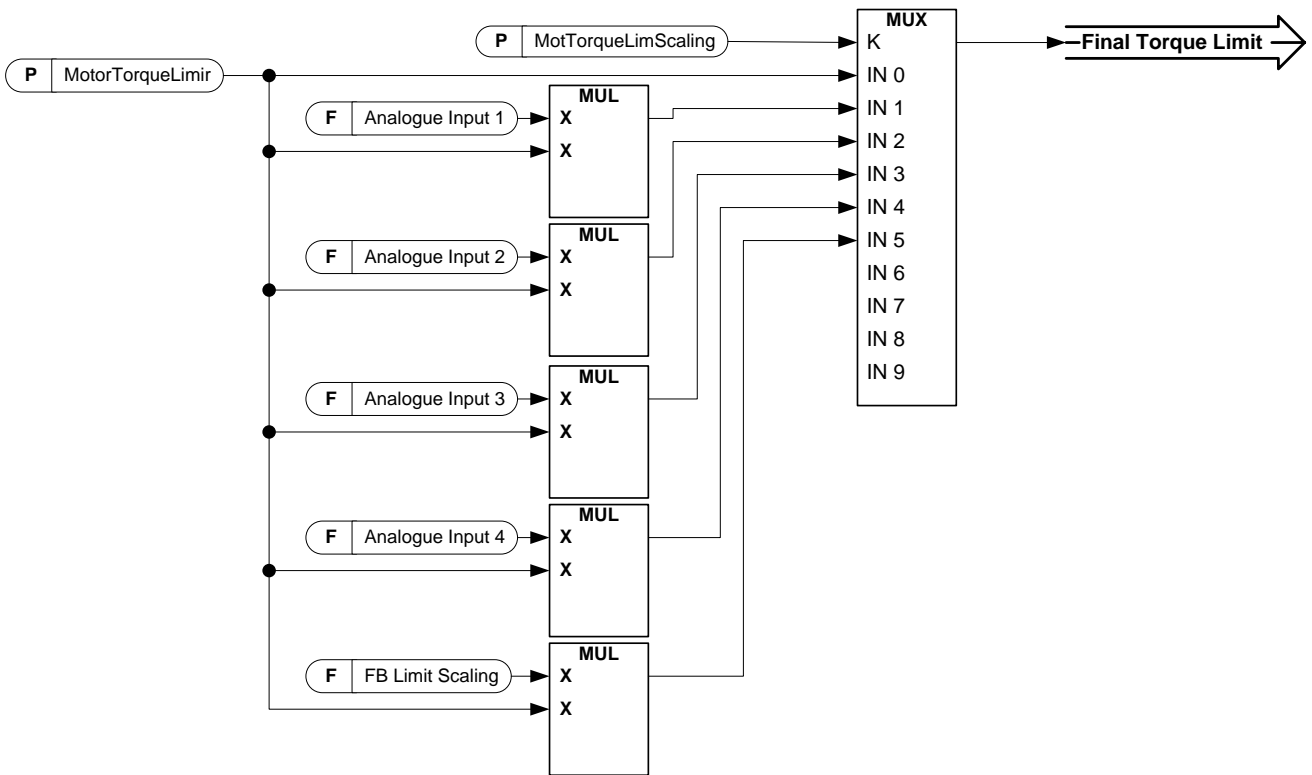 MUX
P MotTorqueLimScaling K
Final Torque Limit
P MotorTorqueLimir IN 0
MUL
F Analogue Input 1 X
IN 1
X
IN 2
IN 3
IN 4
MUL
IN 5
F Analogue Input 2 X
IN 6
X
IN 7
IN 8
IN 9
MUL
F Analogue Input 3 X
X
MUL
F Analogue Input 4 X
X
MUL
F FB Limit Scaling X
X